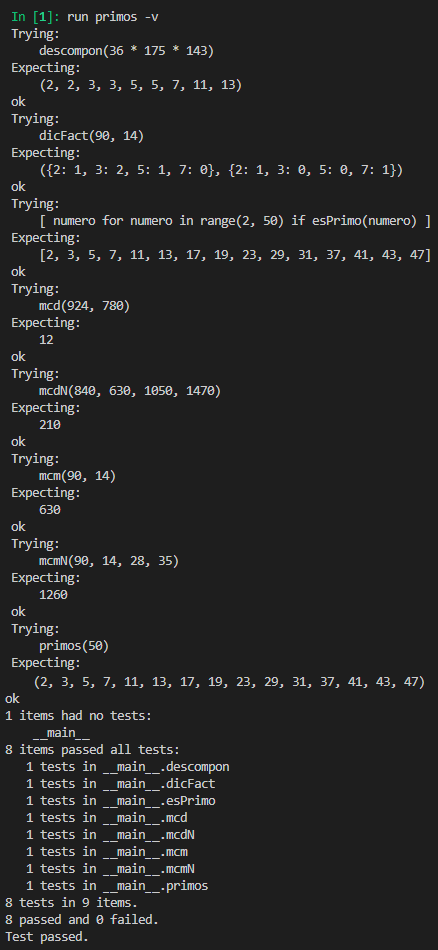 In [1]: run primos -v
Trying:
    descompon(36 * 175 * 143)
Expecting:
    (2, 2, 3, 3, 5, 5, 7, 11, 13)
ok
Trying:
    dicFact(90, 14)
Expecting:
    ({2: 1, 3: 2, 5: 1, 7: 0}, {2: 1, 3: 0, 5: 0, 7: 1})
ok
Trying:
    [ numero for numero in range(2, 50) if esPrimo(numero) ]
Expecting:
    [2, 3, 5, 7, 11, 13, 17, 19, 23, 29, 31, 37, 41, 43, 47]
ok
Trying:
    mcd(924, 780)
Expecting:
    12
ok
Trying:
    mcdN(840, 630, 1050, 1470)
Expecting:
    210
ok
Trying:
    mcm(90, 14)
Expecting:
    630
ok
Trying:
    mcmN(90, 14, 28, 35)
Expecting:
    1260
ok
Trying:
    primos(50)
Expecting:
    (2, 3, 5, 7, 11, 13, 17, 19, 23, 29, 31, 37, 41, 43, 47)
ok
1 items had no tests:
    __main__
8 items passed all tests:
   1 tests in __main__.descompon
   1 tests in __main__.dicFact
   1 tests in __main__.esPrimo
   1 tests in __main__.mcd
   1 tests in __main__.mcdN
   1 tests in __main__.mcm
   1 tests in __main__.mcmN
   1 tests in __main__.primos
8 tests in 9 items.
8 passed and 0 failed.
Test passed.